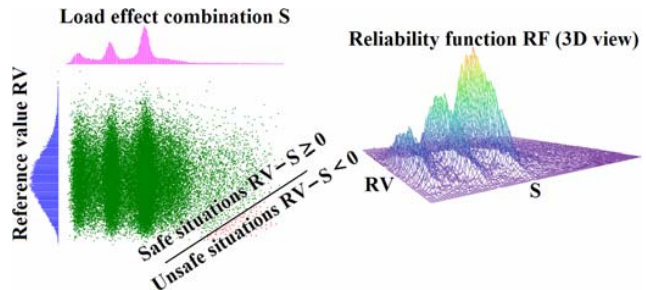 Load effect combination S
Reference value RV
Safe situations RV−S ≥ 0
Unsafe situations RV−S < 0
Reliability function RF (3D view)
RV
S